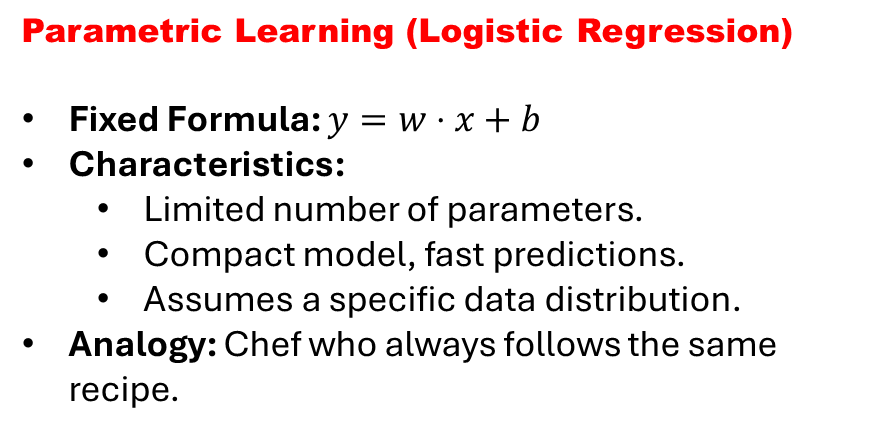 Parametric Learning (Logistic Regression)
• Fixed Formula: y = w · x + b
• Characteristics:
• Limited number of parameters.
• Compact model, fast predictions.
• Assumes a specific data distribution.
• Analogy: Chef who always follows the same
recipe.